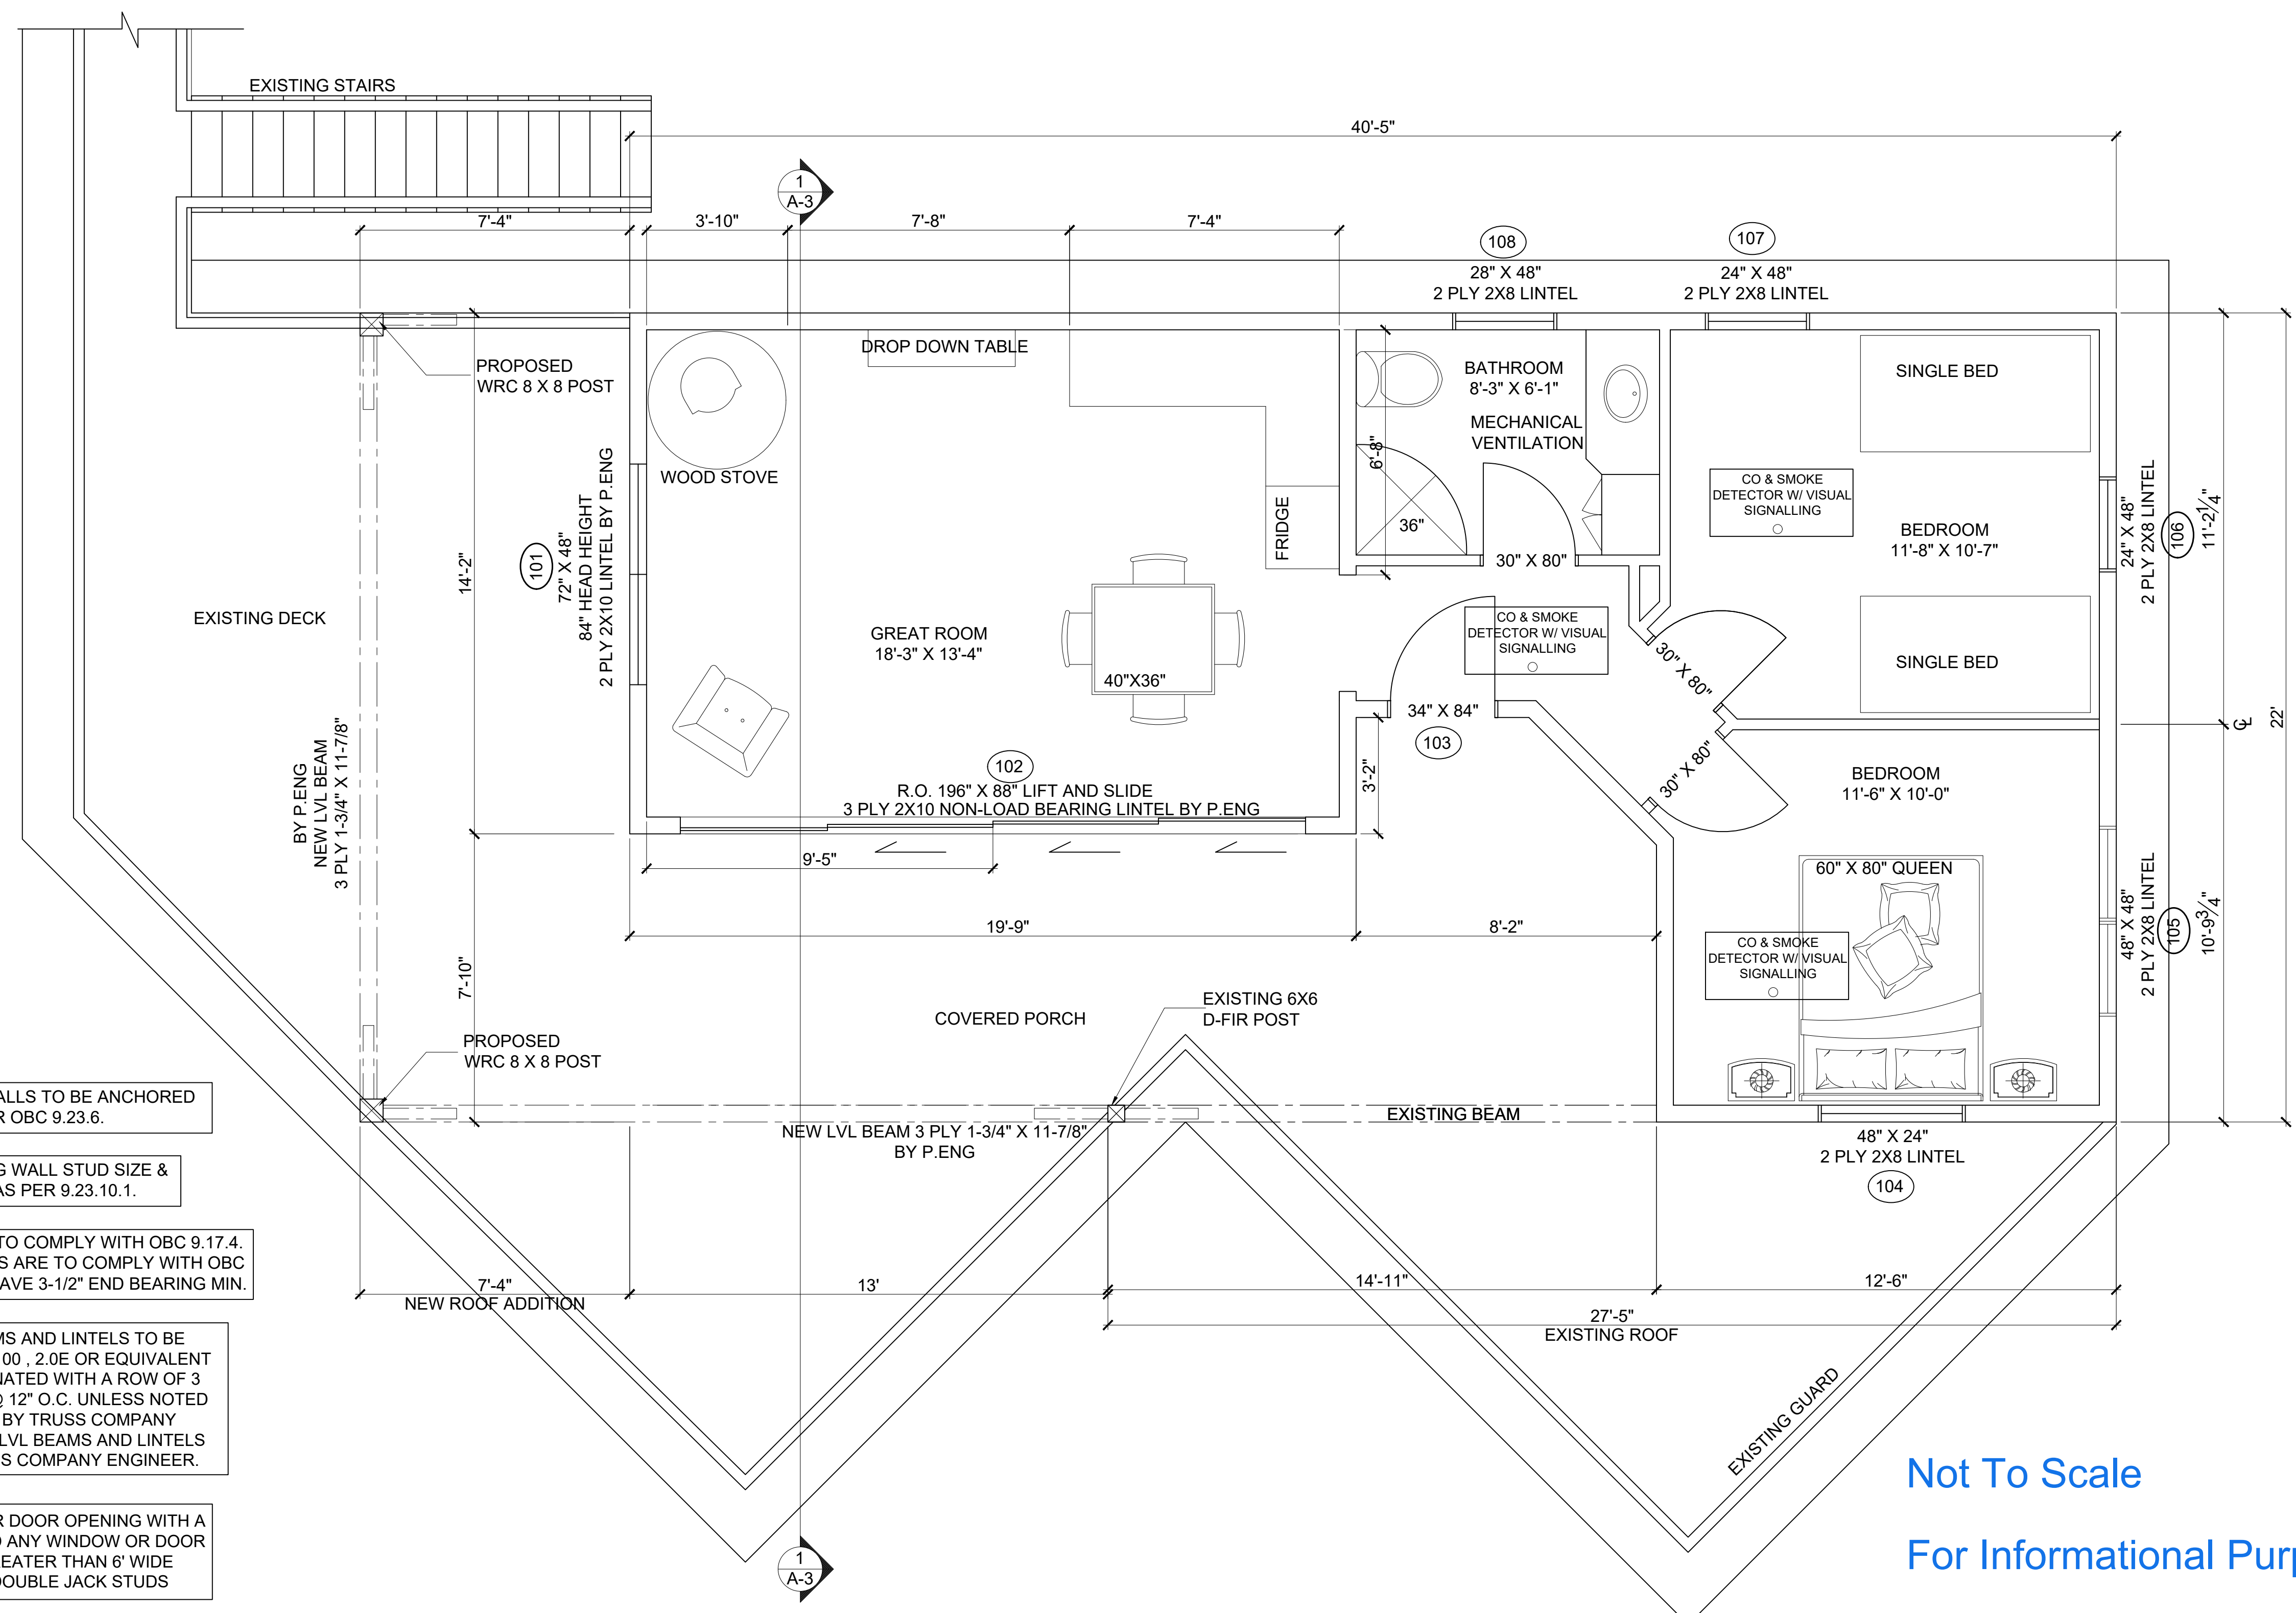 EXISTING STAIRS
40'-5"
1
A-3
7'-4"
3'-10"
7'-8"
7'-4"
108
28" X 48"
2 PLY 2X8 LINTEL
107
24" X 48"
2 PLY 2X8 LINTEL
PROPOSED
WRC 8 X 8 POST
DROP DOWN TABLE
WOOD STOVE
BATHROOM
8'-3" X 6'-1"
MECHANICAL
VENTILATION
6'-8"
36"
30" X 80"
FRIDGE
SINGLE BED
CO & SMOKE
DETECTOR W/ VISUAL
SIGNALLING
BEDROOM
11'-8" X 10'-7"
SINGLE BED
24" X 48"
2 PLY 2X8 LINTEL
106
11'-2 1/4"
22'
CL
14'-2"
101
72" X 48"
84" HEAD HEIGHT
2 PLY 2X10 LINTEL BY P.ENG
EXISTING DECK
GREAT ROOM
18'-3" X 13'-4"
40"X36"
CO & SMOKE
DETECTOR W/ VISUAL
SIGNALLING
30" X 80"
34" X 84"
103
3'-2"
30" X 80"
BY P.ENG
NEW LVL BEAM
3 PLY 1-3/4" X 11-7/8"
102
R.O. 196" X 88" LIFT AND SLIDE
3 PLY 2X10 NON-LOAD BEARING LINTEL BY P.ENG
9'-5"
BEDROOM
11'-6" X 10'-0"
60" X 80" QUEEN
CO & SMOKE
DETECTOR W/ VISUAL
SIGNALLING
48" X 48"
2 PLY 2X8 LINTEL
105
10'-9 3/4"
19'-9"
8'-2"
7'-10"
COVERED PORCH
EXISTING 6X6
D-FIR POST
PROPOSED
WRC 8 X 8 POST
EXISTING BEAM
NEW LVL BEAM 3 PLY 1-3/4" X 11-7/8"
BY P.ENG
48" X 24"
2 PLY 2X8 LINTEL
104
7'-4"
NEW ROOF ADDITION
13'
14'-11"
12'-6"
27'-5"
EXISTING ROOF
EXISTING GUARD
1
A-3
ALLS TO BE ANCHORED
R OBC 9.23.6.
G WALL STUD SIZE &
AS PER 9.23.10.1.
TO COMPLY WITH OBC 9.17.4.
S ARE TO COMPLY WITH OBC
AVE 3-1/2" END BEARING MIN.
MS AND LINTELS TO BE
00 , 2.0E OR EQUIVALENT
NATED WITH A ROW OF 3
@ 12" O.C. UNLESS NOTED
BY TRUSS COMPANY
LVL BEAMS AND LINTELS
S COMPANY ENGINEER.
R DOOR OPENING WITH A
O ANY WINDOW OR DOOR
EATER THAN 6' WIDE
DOUBLE JACK STUDS
Not To Scale
For Informational Purp